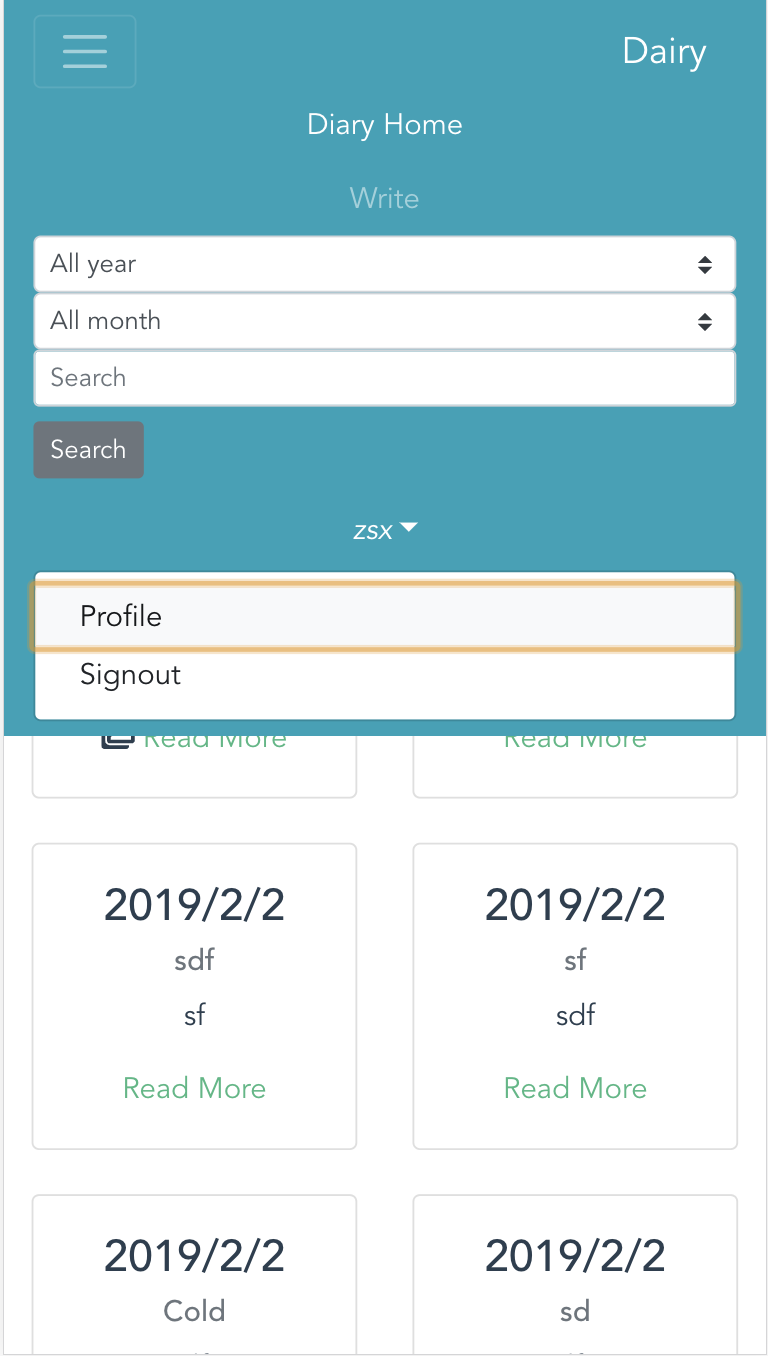 Dairy
Diary Home
Write
All year
All month
Search
Search
zsx
Profile
Signout
Read More Read More
2019/2/2 2019/2/2
sdf sf
sf sdf
Read More Read More
2019/2/2 2019/2/2
Cold sd